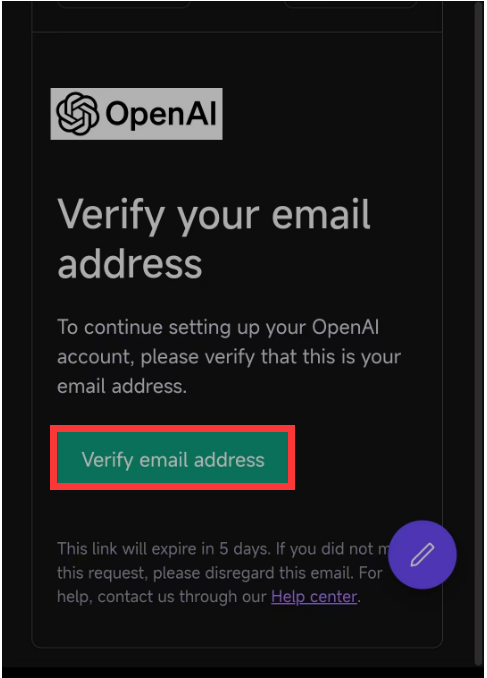 OpenAI
Verify your email
address
To continue setting up your OpenAI
account, please verify that this is your
email address.
Verify email address
This link will expire in 5 days. If you did not
this request, please disregard this email. For
help, contact us through our Help center.